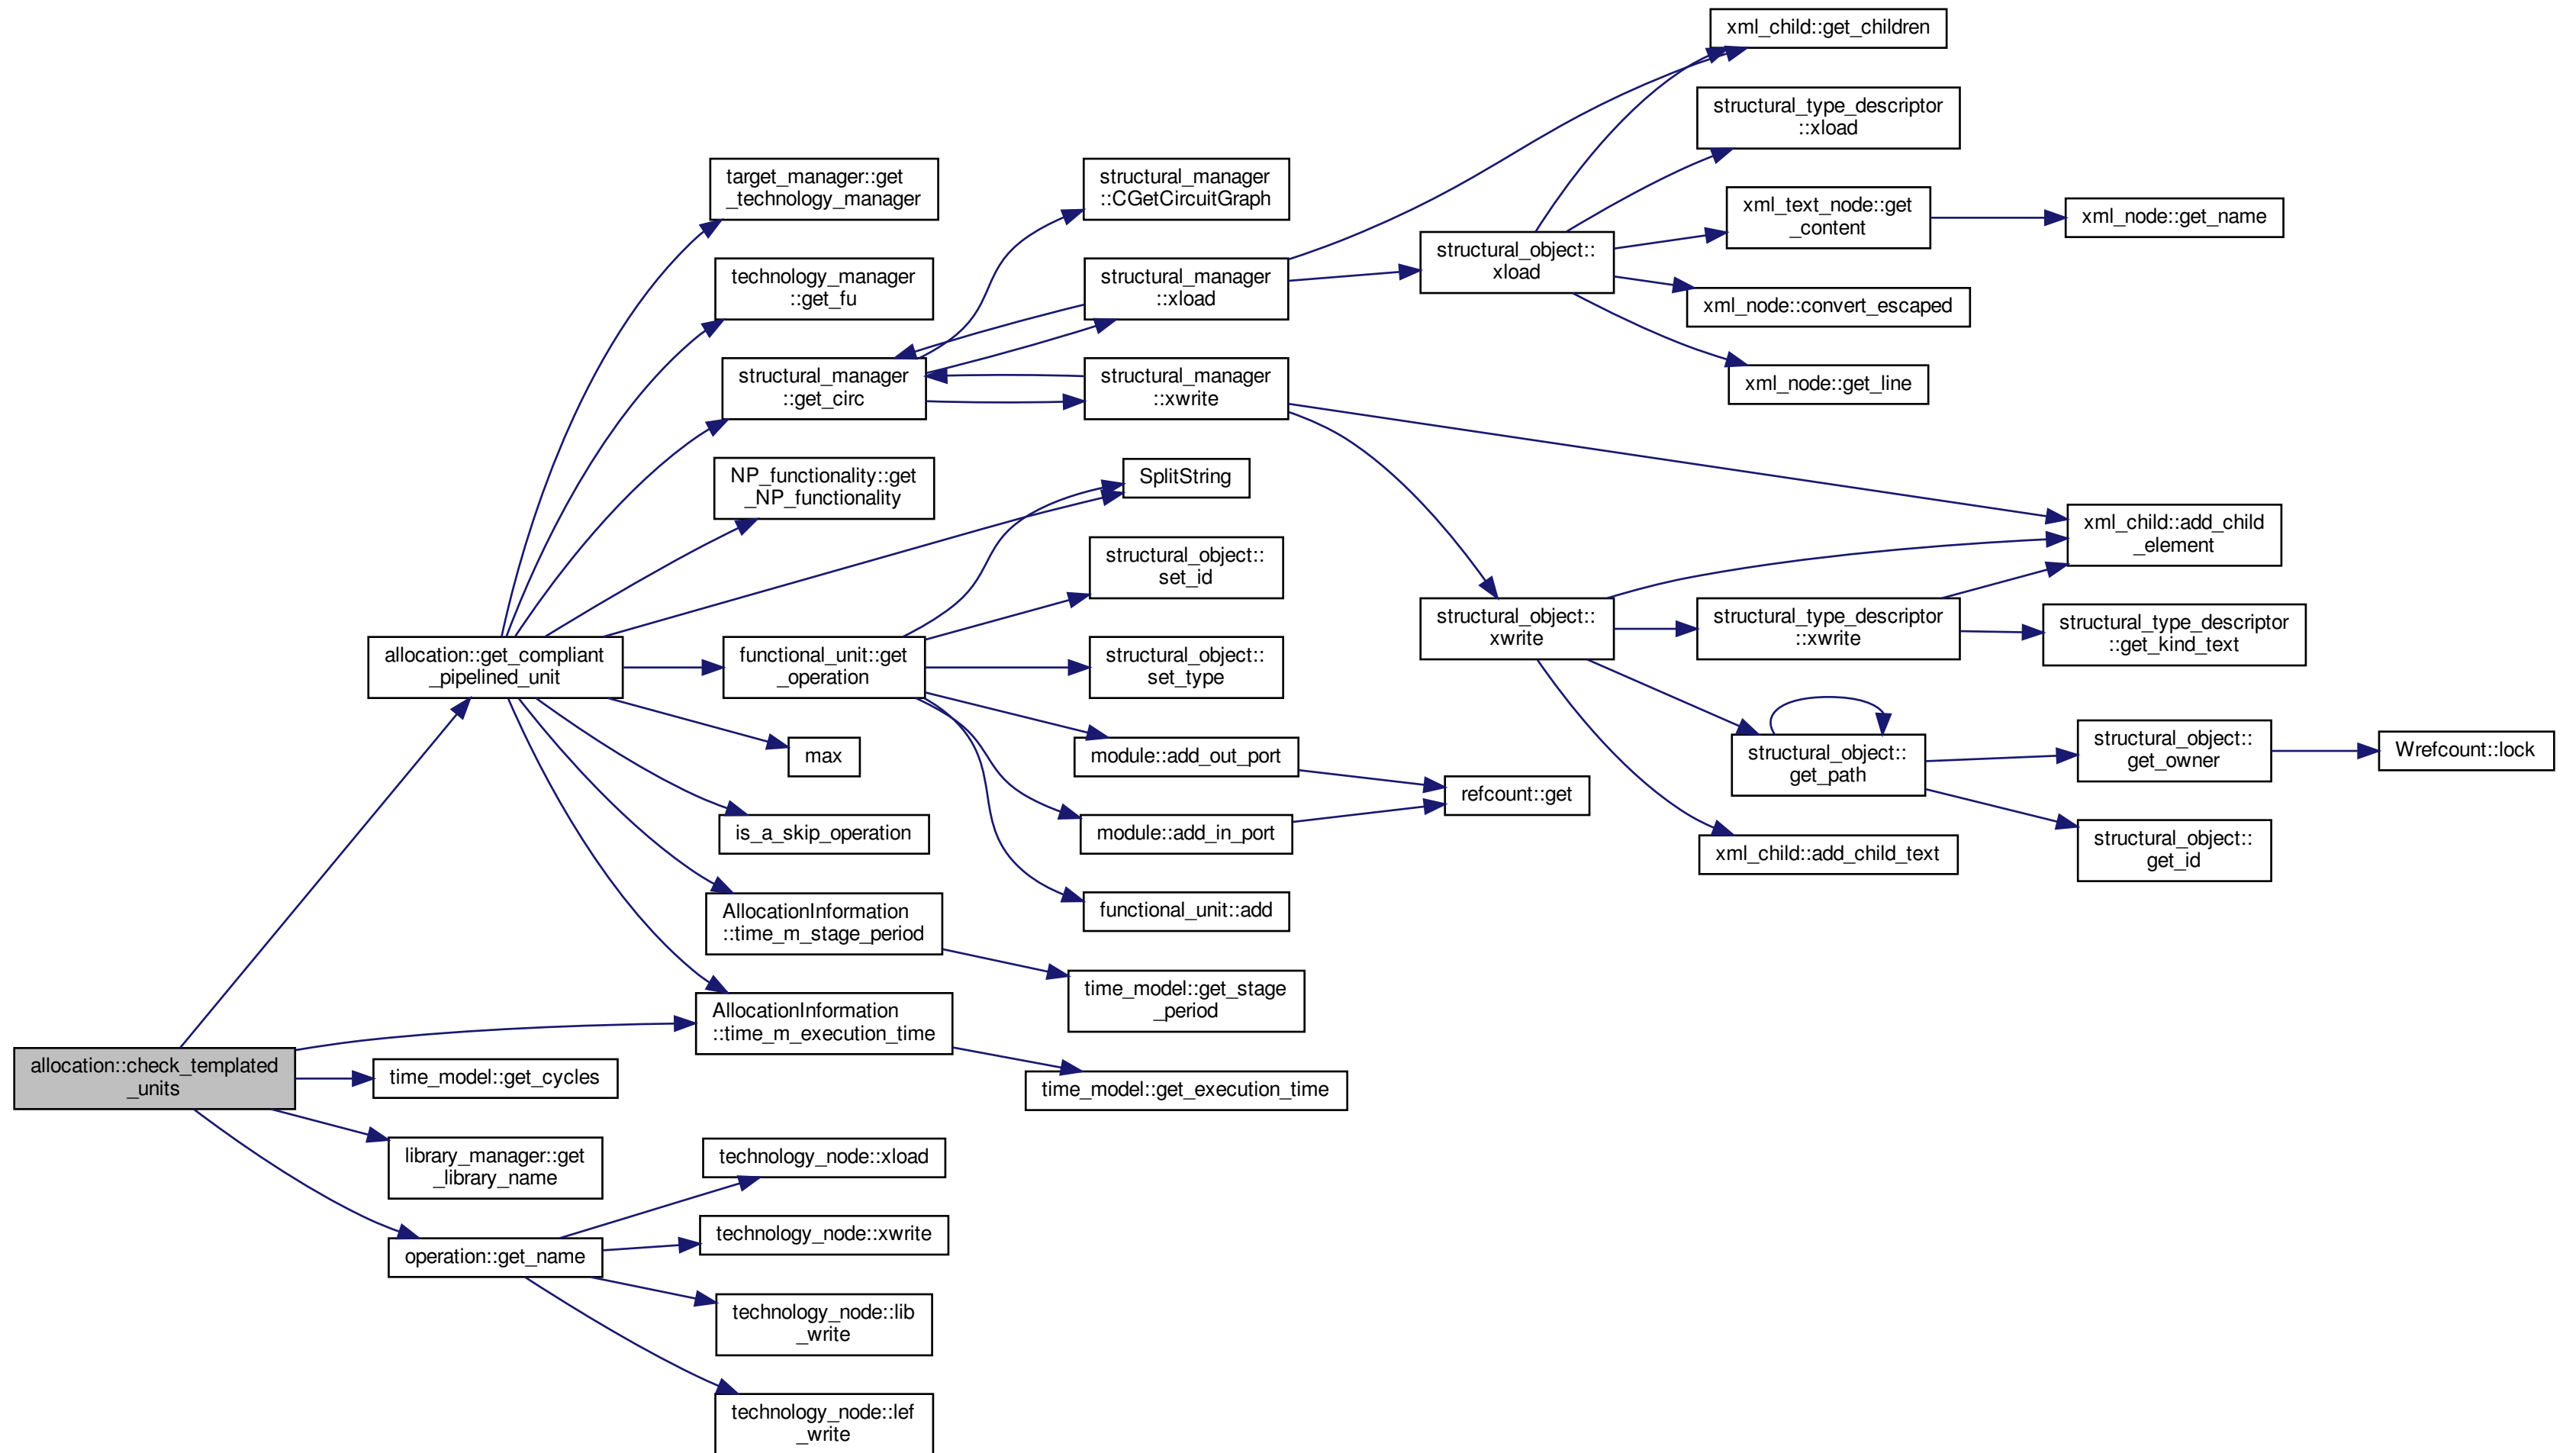 xml_child::get_children
structural_type_descriptor
::xload
target_manager::get
_technology_manager
structural_manager
::CGetCircuitGraph
xml_text_node::get
_content
xml_node::get_name
technology_manager
::get_fu
structural_manager
::xload
structural_object::
xload
xml_node::convert_escaped
structural_manager
::get_circ
structural_manager
::xwrite
xml_node::get_line
NP_functionality::get
_NP_functionality
SplitString
xml_child::add_child
_element
structural_object::
set_id
allocation::get_compliant
_pipelined_unit
functional_unit::get
_operation
structural_object::
set_type
structural_object::
xwrite
structural_type_descriptor
::xwrite
structural_type_descriptor
::get_kind_text
max
module::add_out_port
structural_object::
get_path
structural_object::
get_owner
Wrefcount::lock
refcount::get
is_a_skip_operation
module::add_in_port
xml_child::add_child_text
structural_object::
get_id
AllocationInformation
::time_m_stage_period
functional_unit::add
time_model::get_stage
_period
AllocationInformation
::time_m_execution_time
allocation::check_templated
_units
time_model::get_cycles
time_model::get_execution_time
library_manager::get
_library_name
technology_node::xload
technology_node::xwrite
operation::get_name
technology_node::lib
_write
technology_node::lef
_write